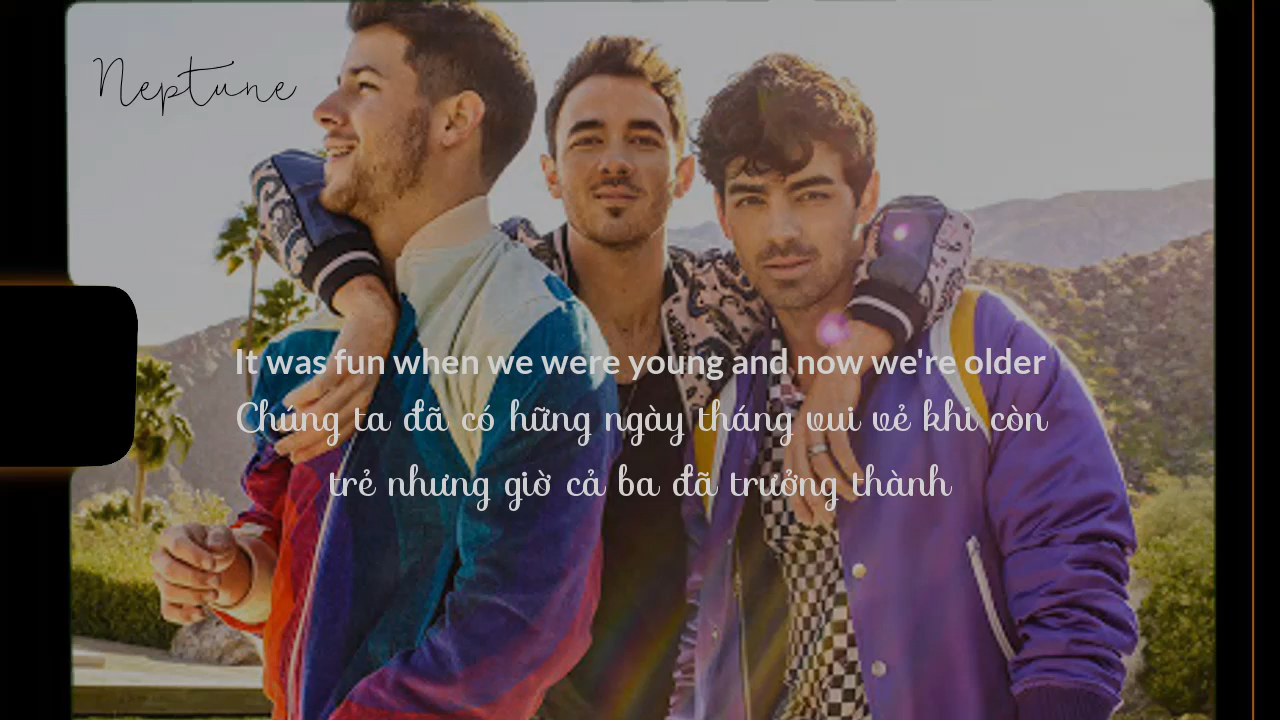 Neptune
It was fun when we were young and now we're older
Chúng ta đã có hững ngày tháng vui vẻ khi còn
trẻ nhưng giờ cả ba đã trưởng thành